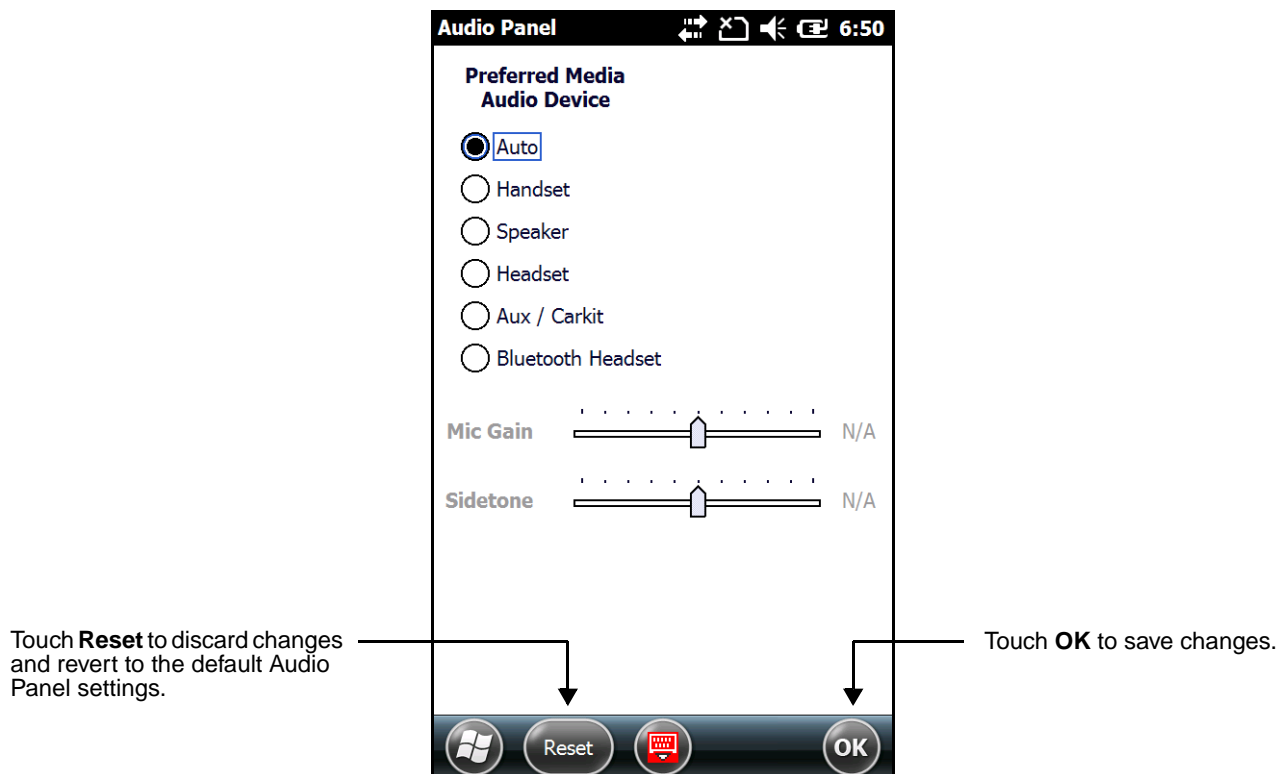 Audio Panel 6:50
Preferred Media
Audio Device
Auto
Handset
Speaker
Headset
Aux / Carkit
Bluetooth Headset
Mic Gain N/A
Sidetone N/A
Touch Reset to discard changes
and revert to the default Audio
Panel settings.
Touch OK to save changes.
Reset OK